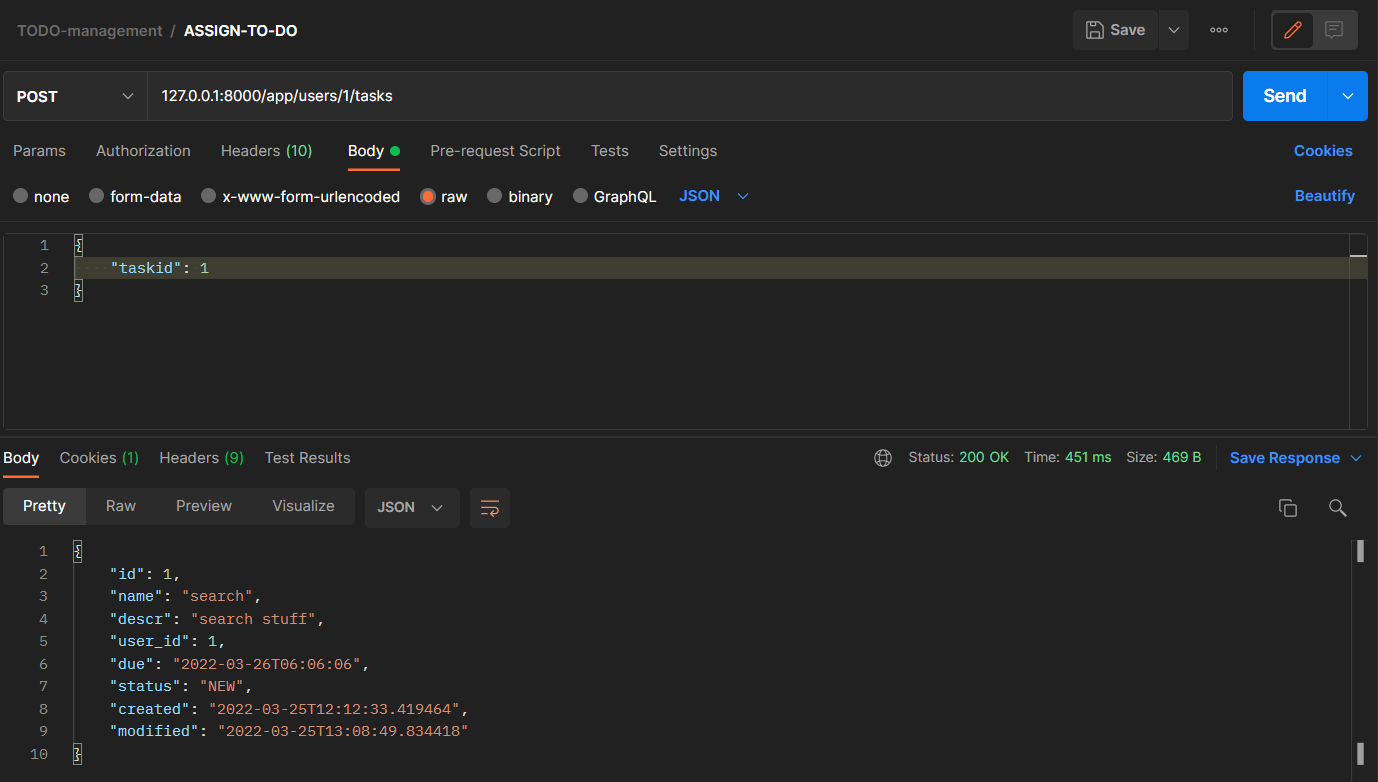 TODO-management / ASSIGN-TO-DO Save
POST 127.0.0.1:8000/app/users/1/tasks Send
Params Authorization Headers (10) Body Pre-request Script Tests Settings Cookies
none form-data x-www-form-urlencoded raw binary GraphQL JSON Beautify
1 {
2 "taskid": 1
3 }
Body Cookies (1) Headers (9) Test Results Status: 200 OK Time: 451 ms Size: 469 B Save Response
Pretty Raw Preview Visualize JSON
1 {
2 "id": 1,
3 "name": "search",
4 "descr": "search stuff",
5 "user_id": 1,
6 "due": "2022-03-26T06:06:06",
7 "status": "NEW",
8 "created": "2022-03-25T12:12:33.419464",
9 "modified": "2022-03-25T13:08:49.834418"
10 }